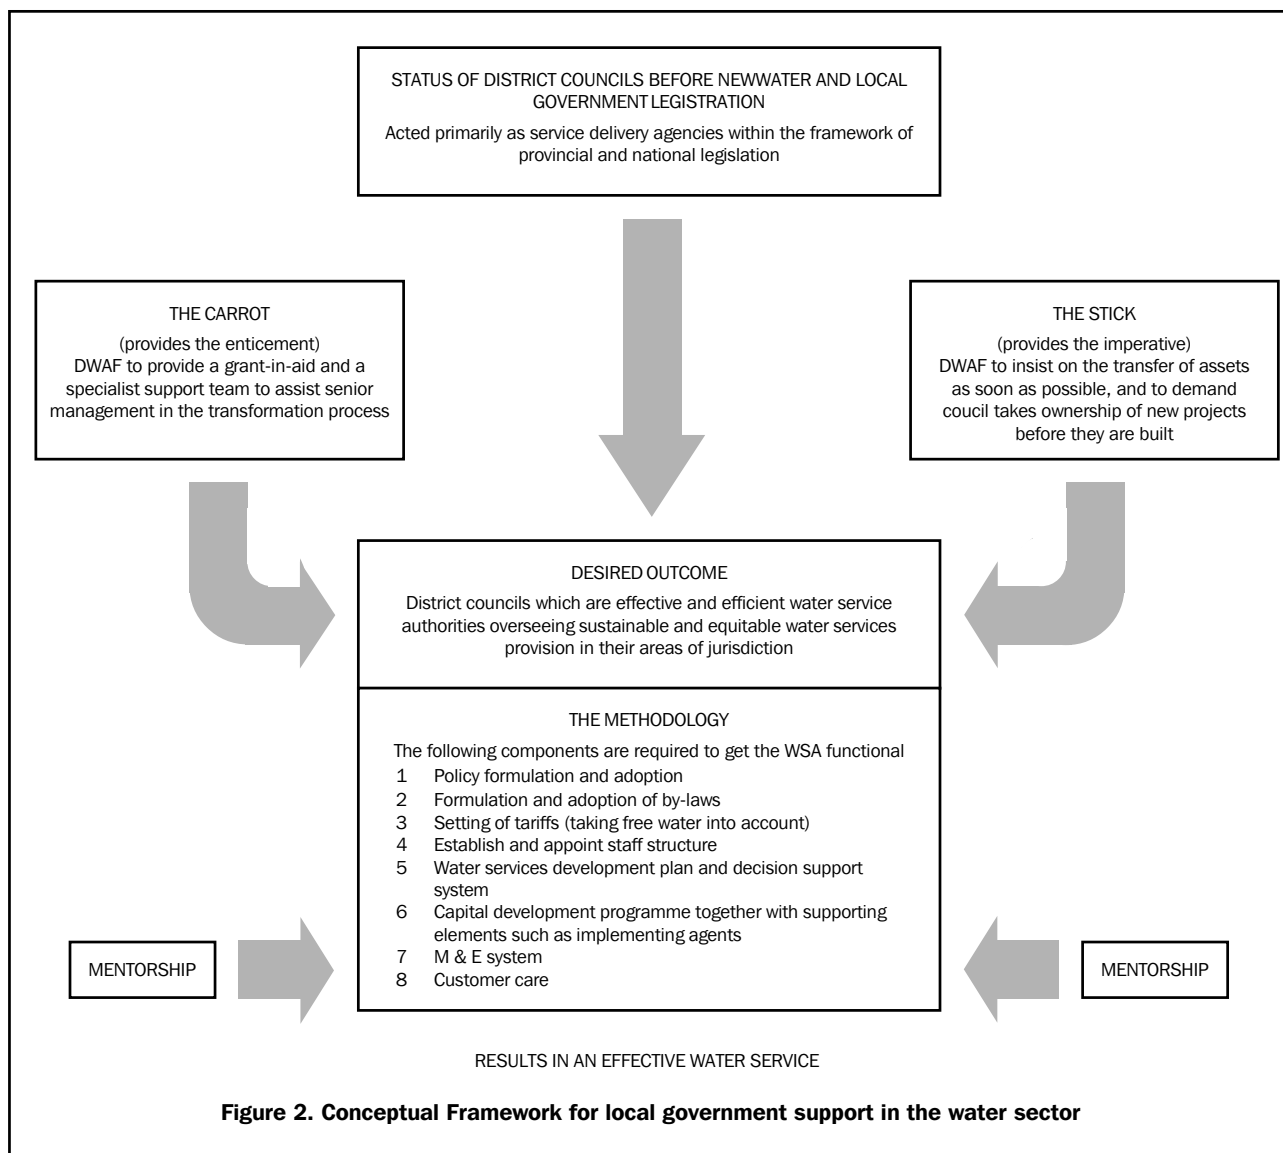 STATUS OF DISTRICT COUNCILS BEFORE NEWWATER AND LOCAL
GOVERNMENT LEGISTRATION
Acted primarily as service delivery agencies within the framework of
provincial and national legislation
THE CARROT
(provides the enticement)
DWAF to provide a grant-in-aid and a
specialist support team to assist senior
management in the transformation process
THE STICK
(provides the imperative)
DWAF to insist on the transfer of assets
as soon as possible, and to demand
coucil takes ownership of new projects
before they are built
DESIRED OUTCOME
District councils which are effective and efficient water service
authorities overseeing sustainable and equitable water services
provision in their areas of jurisdiction
THE METHODOLOGY
The following components are required to get the WSA functional
1 Policy formulation and adoption
2 Formulation and adoption of by-laws
3 Setting of tariffs (taking free water into account)
4 Establish and appoint staff structure
5 Water services development plan and decision support
system
6 Capital development programme together with supporting
elements such as implementing agents
7 M & E system
8 Customer care
MENTORSHIP
MENTORSHIP
RESULTS IN AN EFFECTIVE WATER SERVICE
Figure 2. Conceptual Framework for local government support in the water sector